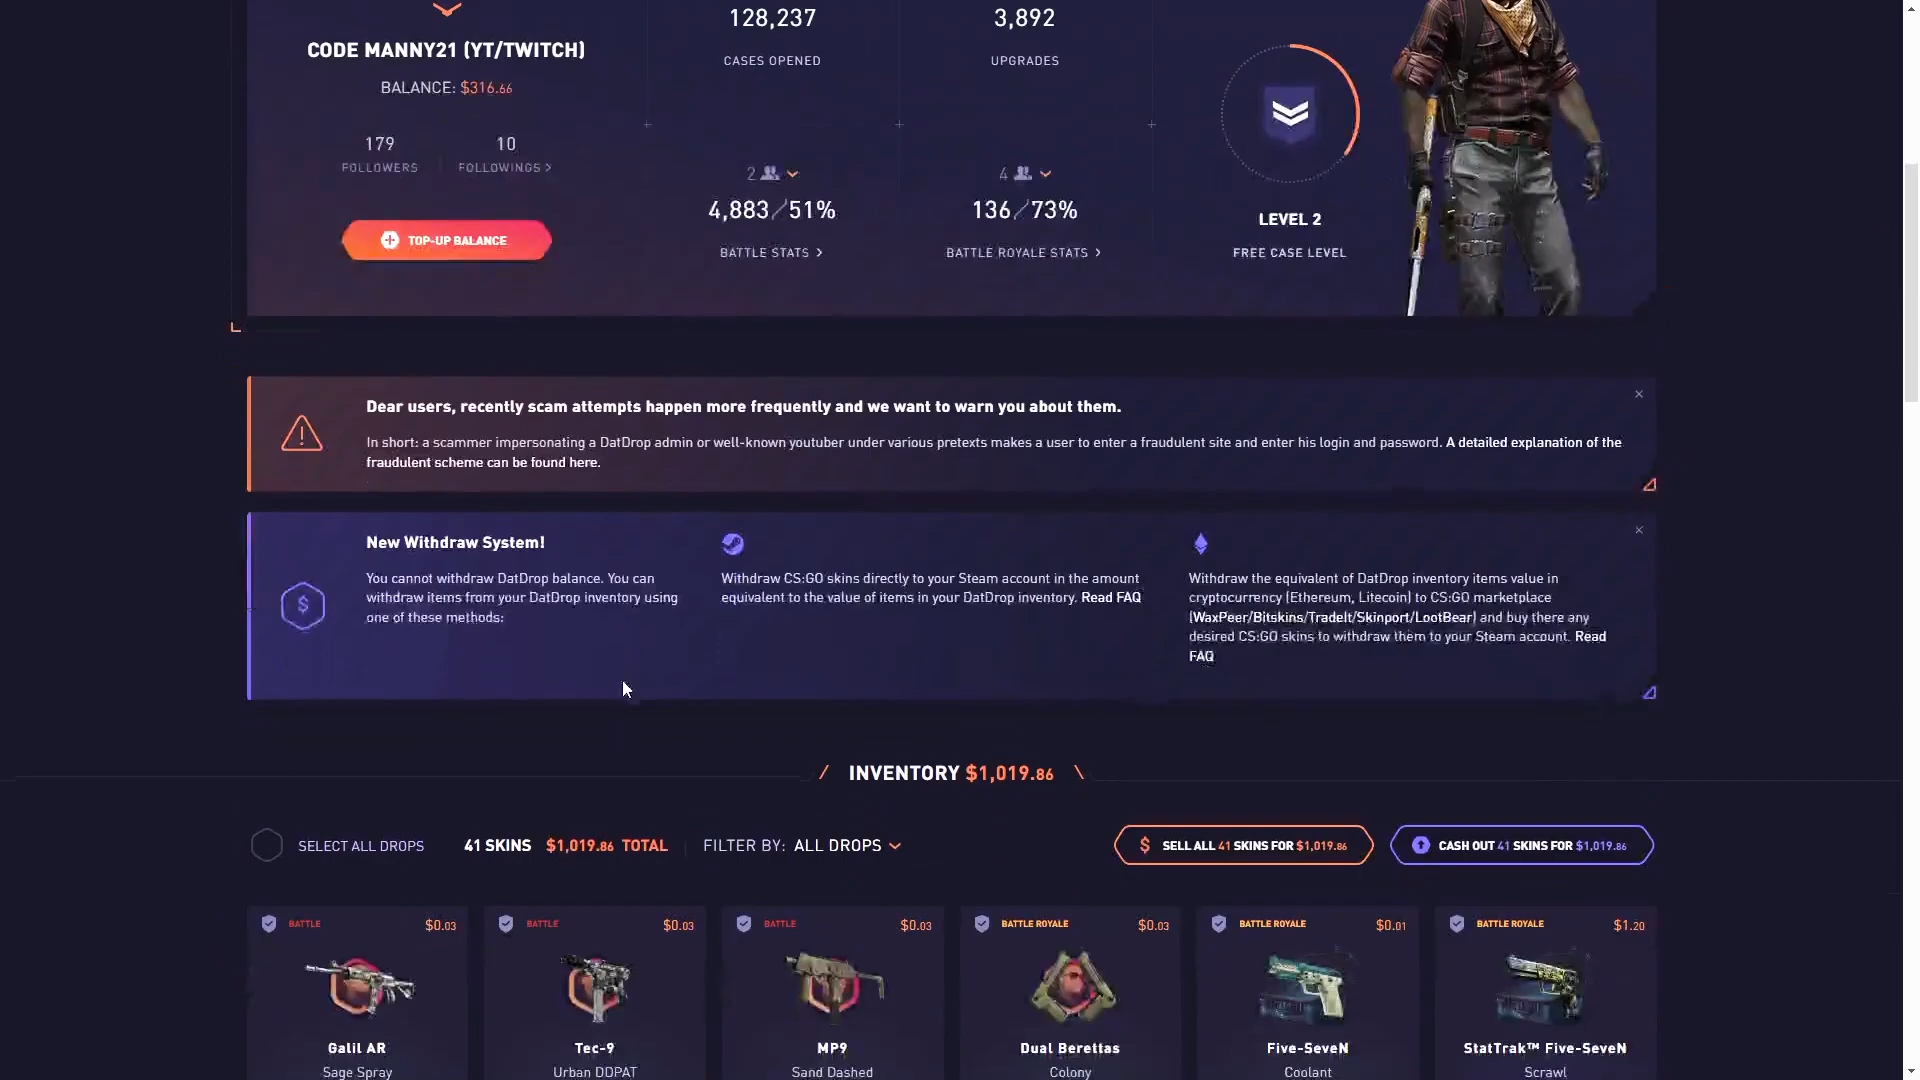 128,237
3,892
CODE MANNY21 (YT/TWITCH)
CASES OPENED
UPGRADES
BALANCE: $316.66
179
10
FOLLOWERS
FOLLOWINGS >
2
4
4,883/51%
136/73%
LEVEL 2
TOP-UP BALANCE
BATTLE STATS >
BATTLE ROYALE STATS >
FREE CASE LEVEL
Dear users, recently scam attempts happen more frequently and we want to warn you about them.
In short: a scammer impersonating a DatDrop admin or well-known youtuber under various pretexts makes a user to enter a fraudulent site and enter his login and password. A detailed explanation of the
fraudulent scheme can be found here.
New Withdraw System!
You cannot withdraw DatDrop balance. You can
withdraw items from your DatDrop inventory using
one of these methods:
Withdraw CS:GO skins directly to your Steam account in the amount
equivalent to the value of items in your DatDrop inventory. Read FAQ
Withdraw the equivalent of DatDrop inventory items value in
cryptocurrency (Ethereum, Litecoin) to CS:GO marketplace
(WaxPeer/Bitskins/TradeIt/Skinport/LootBear) and buy there any
desired CS:GO skins to withdraw them to your Steam account. Read
FAQ
INVENTORY $1,019.86
SELECT ALL DROPS
41 SKINS $1,019.86 TOTAL
FILTER BY: ALL DROPS
SELL ALL 41 SKINS FOR $1,019.86
CASH OUT 41 SKINS FOR $1,019.86
BATTLE $0.03
BATTLE $0.03
BATTLE $0.03
BATTLE ROYALE $0.03
BATTLE ROYALE $0.01
BATTLE ROYALE $1.20
Galil AR
Tec-9
MP9
Dual Berettas
Five-SeveN
StatTrak™ Five-SeveN
Sage Spray
Urban DDPAT
Sand Dashed
Colony
Coolant
Scrawl